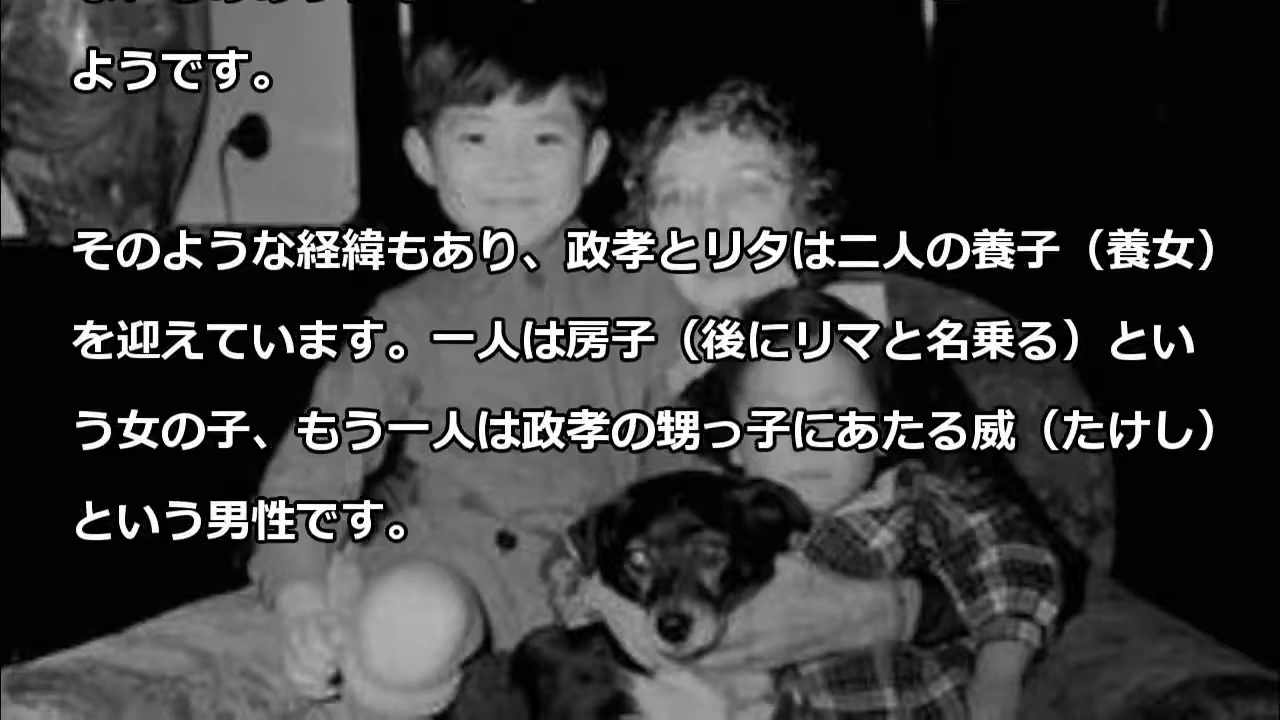 ようです。
そのような経緯もあり、政孝とリタは二人の養子（養女）
を迎えています。一人は房子（後にリマと名乗る）とい
う女の子、もう一人は政孝の甥っ子にあたる威（たけし）
という男性です。